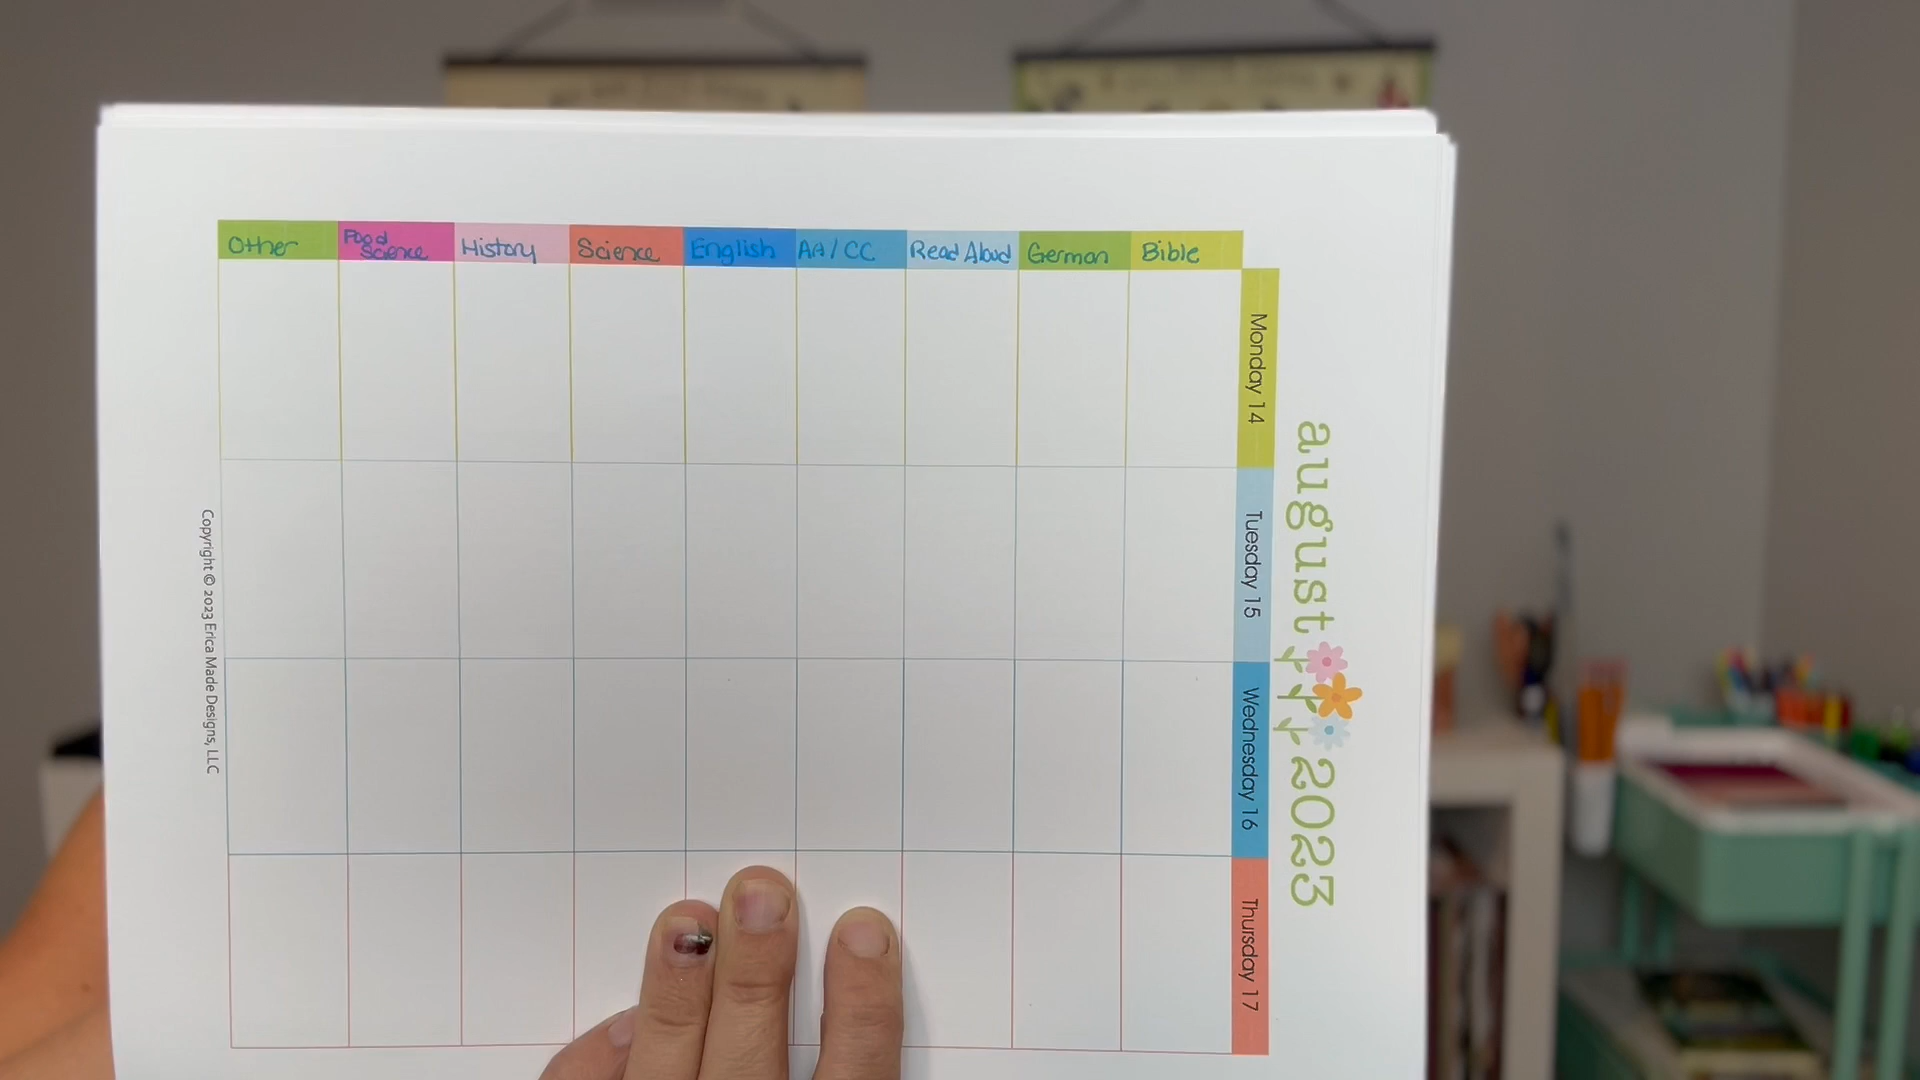 Other
Food
Science
History
Science
English
AA / CC
Read Aloud
German
Bible
august 2023
Monday 14
Tuesday 15
Wednesday 16
Thursday 17
Copyright © 2023 Erica Made Designs, LLC